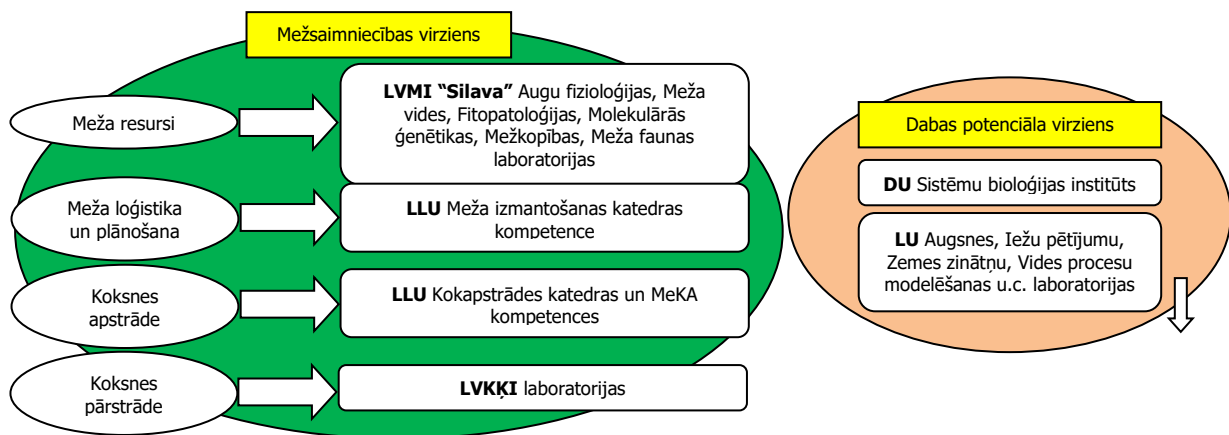 Mežsaimniecības virziens
Meža resursi
LVMI “Silava” Augu fizioloģijas, Meža
vides, Fitopatoloģijas, Molekulārās
ģenētikas, Mežkopības, Meža faunas
laboratorijas
Meža loģistika
un plānošana
LLU Meža izmantošanas katedras
kompetence
Koksnes
apstrāde
LLU Kokapstrādes katedras un MeKA
kompetences
Koksnes
pārstrāde
LVKĶI laboratorijas
Dabas potenciāla virziens
DU Sistēmu bioloģijas institūts
LU Augsnes, Iežu pētījumu,
Zemes zinātņu, Vides procesu
modelēšanas u.c. laboratorijas